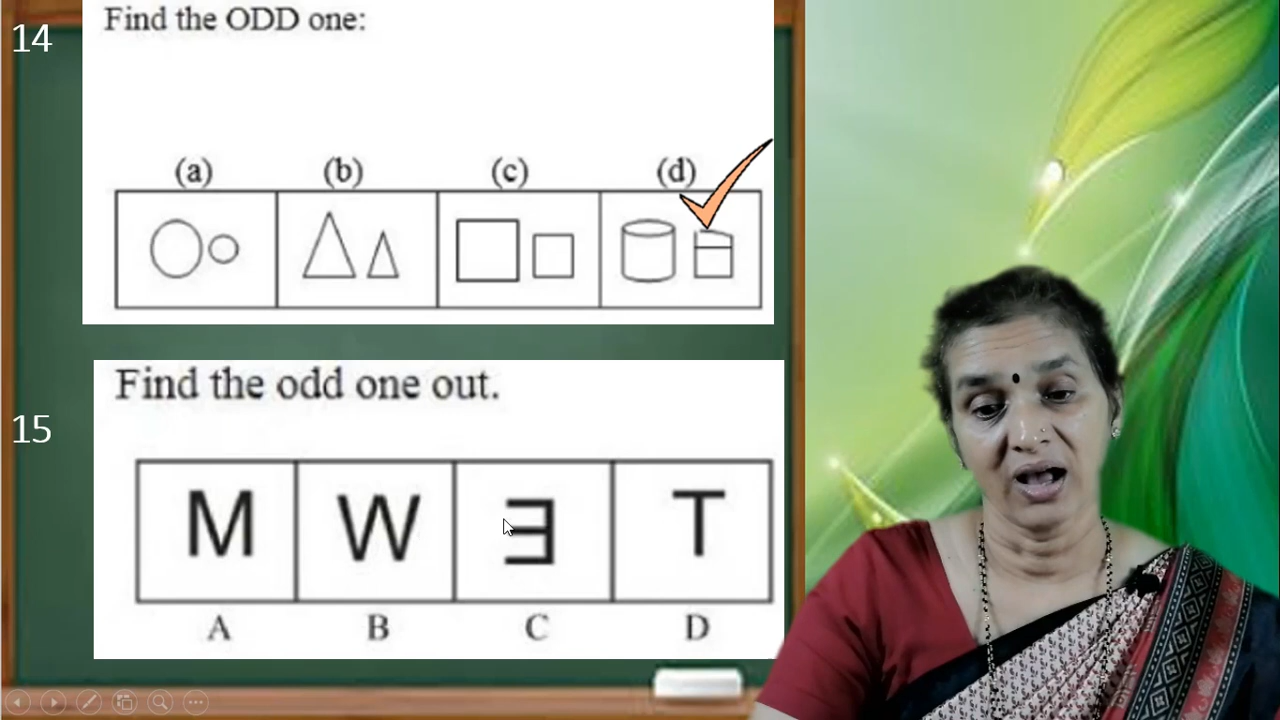 14
Find the ODD one:
(a) (b) (c) (d)
15
Find the odd one out.
M W Ǝ T
A B C D